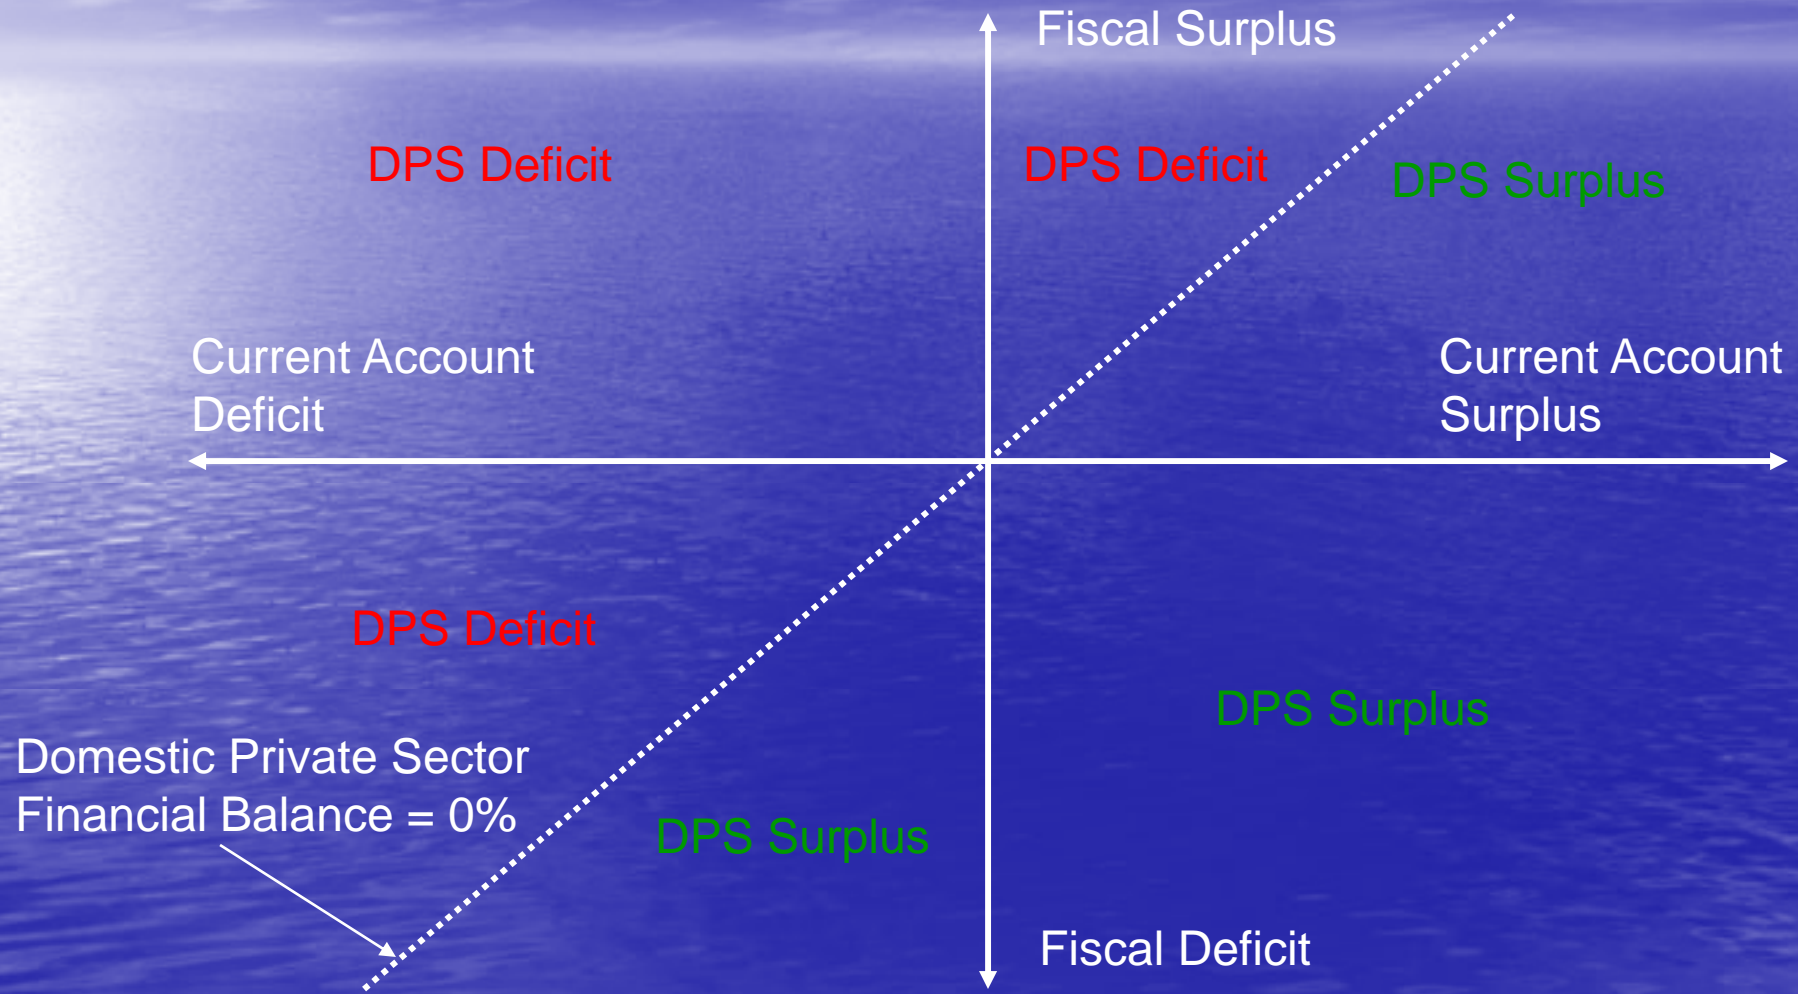 Fiscal Surplus
DPS Deficit
DPS Deficit
DPS Surplus
Current Account
Deficit
Current Account
Surplus
DPS Deficit
DPS Surplus
Domestic Private Sector
Financial Balance = 0%
DPS Surplus
Fiscal Deficit